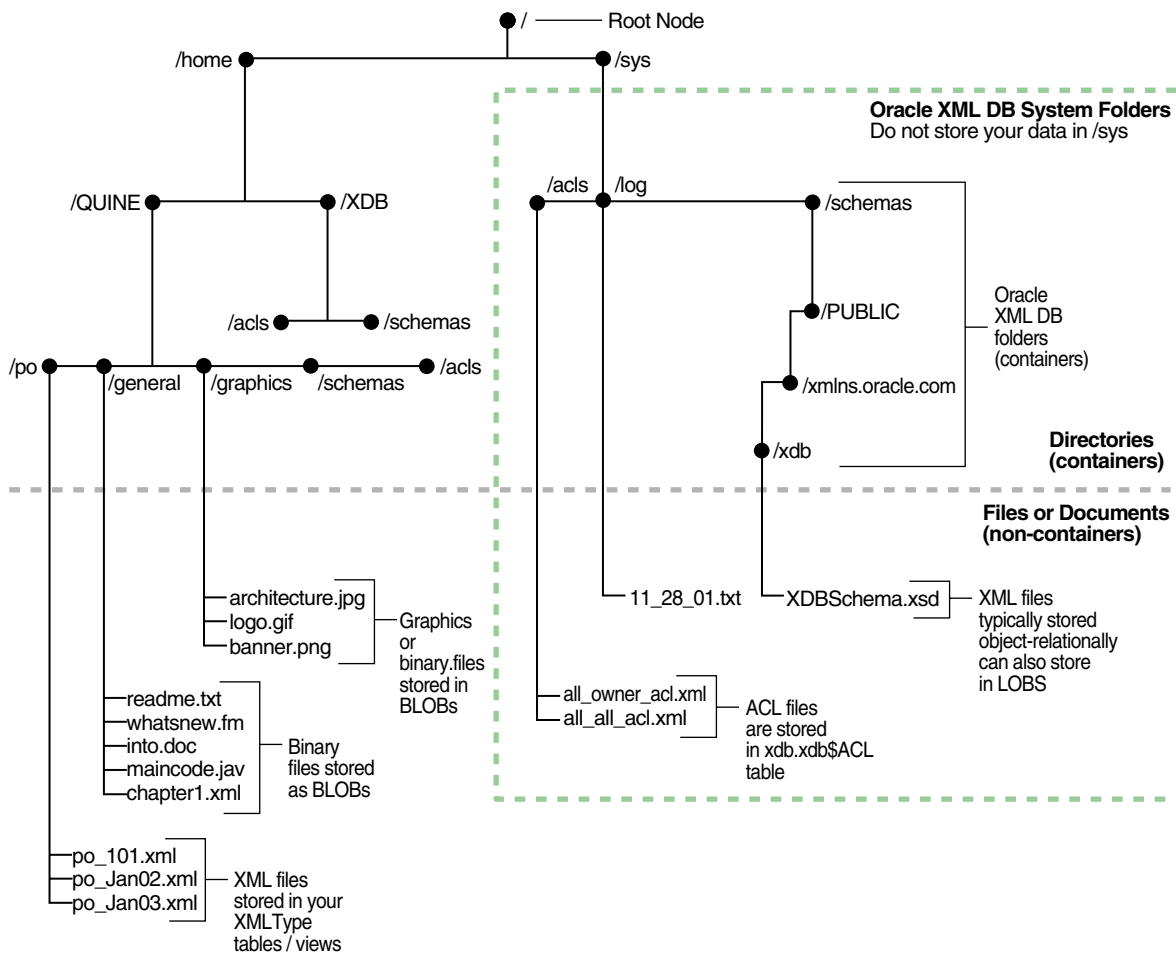 /
Root Node
/home
/sys
Oracle XML DB System Folders
Do not store your data in /sys
/QUINE
/XDB
/acls
/log
/schemas
/acls
/schemas
/PUBLIC
/xmlns.oracle.com
/xdb
Oracle
XML DB
folders
(containers)
/po
/general
/graphics
/schemas
/acls
Directories
(containers)
Files or Documents
(non-containers)
architecture.jpg
logo.gif
banner.png
Graphics
or
binary.files
stored in
BLOBs
11_28_01.txt
XDBSchema.xsd
XML files
typically stored
object-relationally
can also store
in LOBS
readme.txt
whatsnew.fm
into.doc
maincode.jav
chapter1.xml
Binary
files stored
as BLOBs
all_owner_acl.xml
all_all_acl.xml
ACL files
are stored
in xdb.xdb$ACL
table
po_101.xml
po_Jan02.xml
po_Jan03.xml
XML files
stored in your
XMLType
tables / views